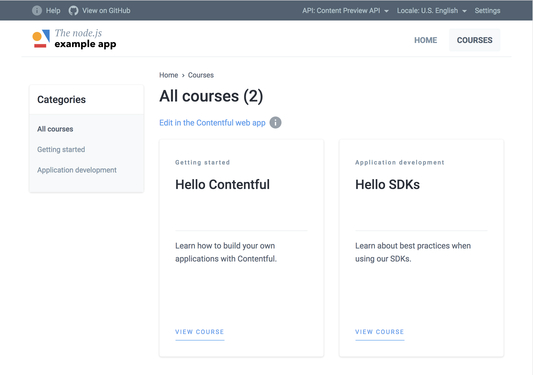 Help View on GitHub API: Content Preview API Locale: U.S. English Settings
The node.js
example app
HOME COURSES
Home › Courses
Categories
All courses (2)
All courses
Getting started
Application development
Edit in the Contentful web app
Getting started
Hello Contentful
Learn how to build your own
applications with Contentful.
VIEW COURSE
Application development
Hello SDKs
Learn about best practices when
using our SDKs.
VIEW COURSE